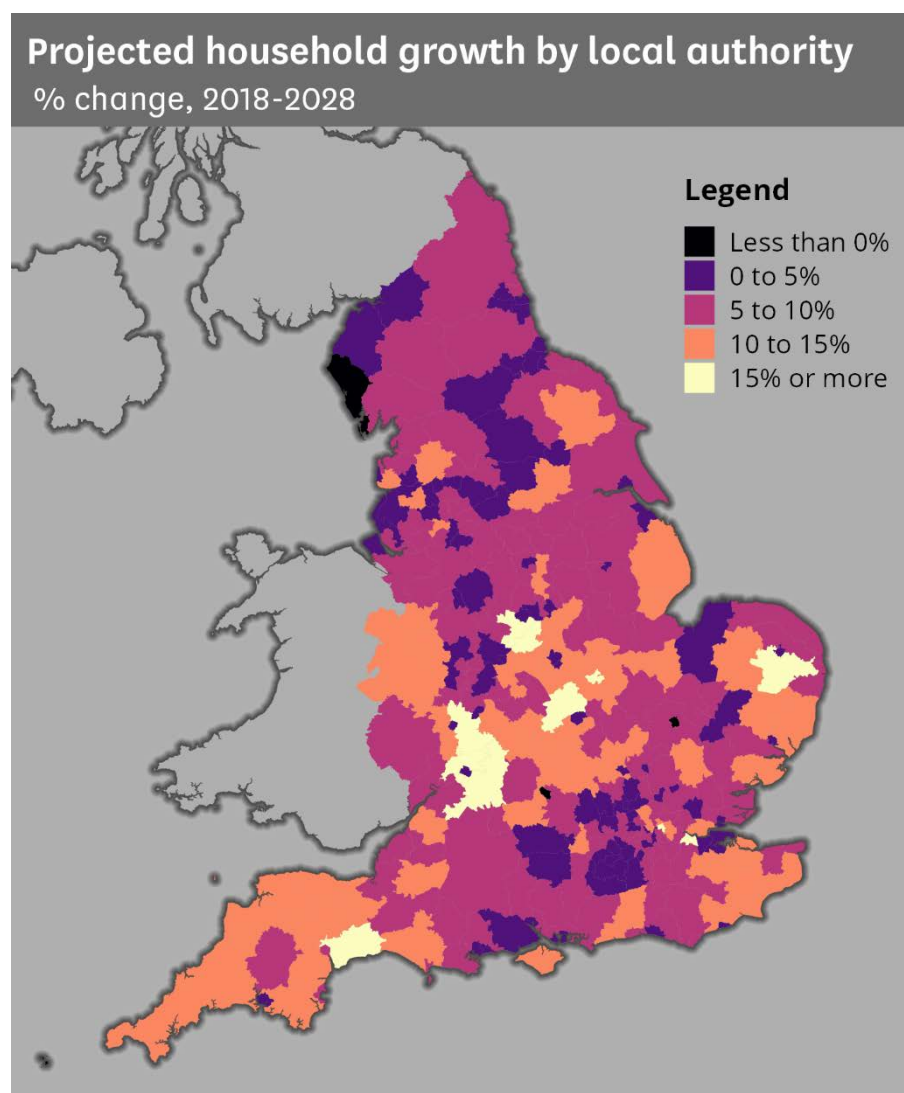 Projected household growth by local authority
% change, 2018-2028
Legend
Less than 0%
0 to 5%
5 to 10%
10 to 15%
15% or more